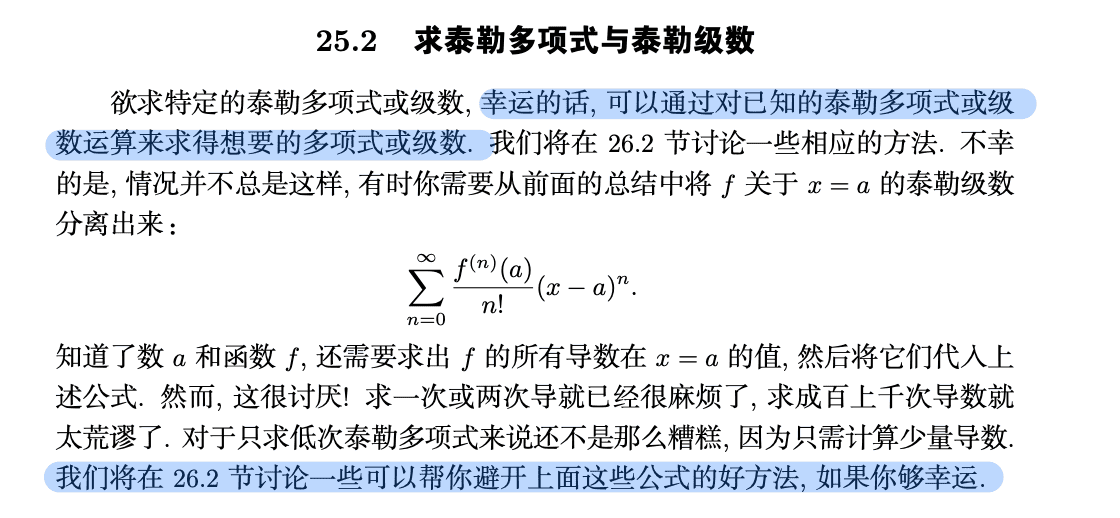 25.2 求泰勒多项式与泰勒级数
欲求特定的泰勒多项式或级数, 幸运的话, 可以通过对已知的泰勒多项式或级
数运算来求得想要的多项式或级数. 我们将在 26.2 节讨论一些相应的方法. 不幸
的是, 情况并不总是这样, 有时你需要从前面的总结中将 f 关于 x = a 的泰勒级数
分离出来:
$\sum_{n=0}^{\infty} \frac{f^{(n)}(a)}{n!}(x-a)^n.$
知道了数 a 和函数 f, 还需要求出 f 的所有导数在 x = a 的值, 然后将它们代入上
述公式. 然而, 这很讨厌! 求一次或两次导就已经很麻烦了, 求成百上千次导数就
太荒谬了. 对于只求低次泰勒多项式来说还不是那么糟糕, 因为只需计算少量导数.
我们将在 26.2 节讨论一些可以帮你避开上面这些公式的好方法, 如果你够幸运.